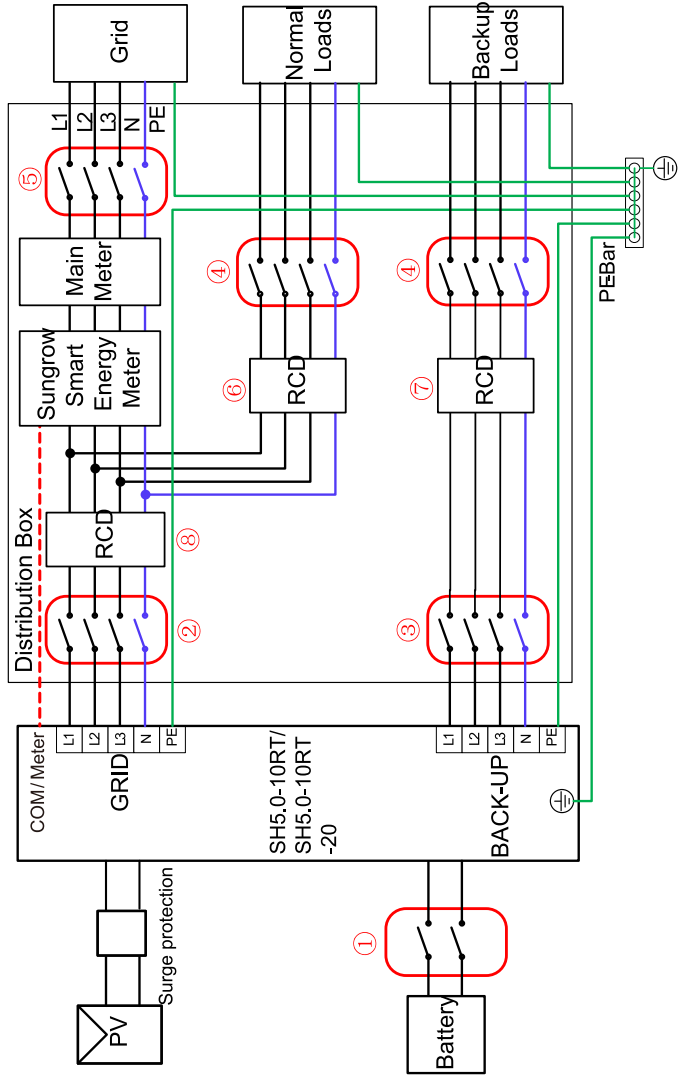 PV
Surge protection
Battery
①
COM/ Meter
GRID
L1
L2
L3
N
PE
SH5.0-10RT/
SH5.0-10RT
-20
BACK-UP
L1
L2
L3
N
PE
Distribution Box
②
RCD
⑧
Sungrow
Smart
Energy
Meter
Main
Meter
⑤
L1
L2
L3
N
PE
Grid
⑥
RCD
④
Normal
Loads
③
⑦
RCD
④
Backup
Loads
PE-Bar